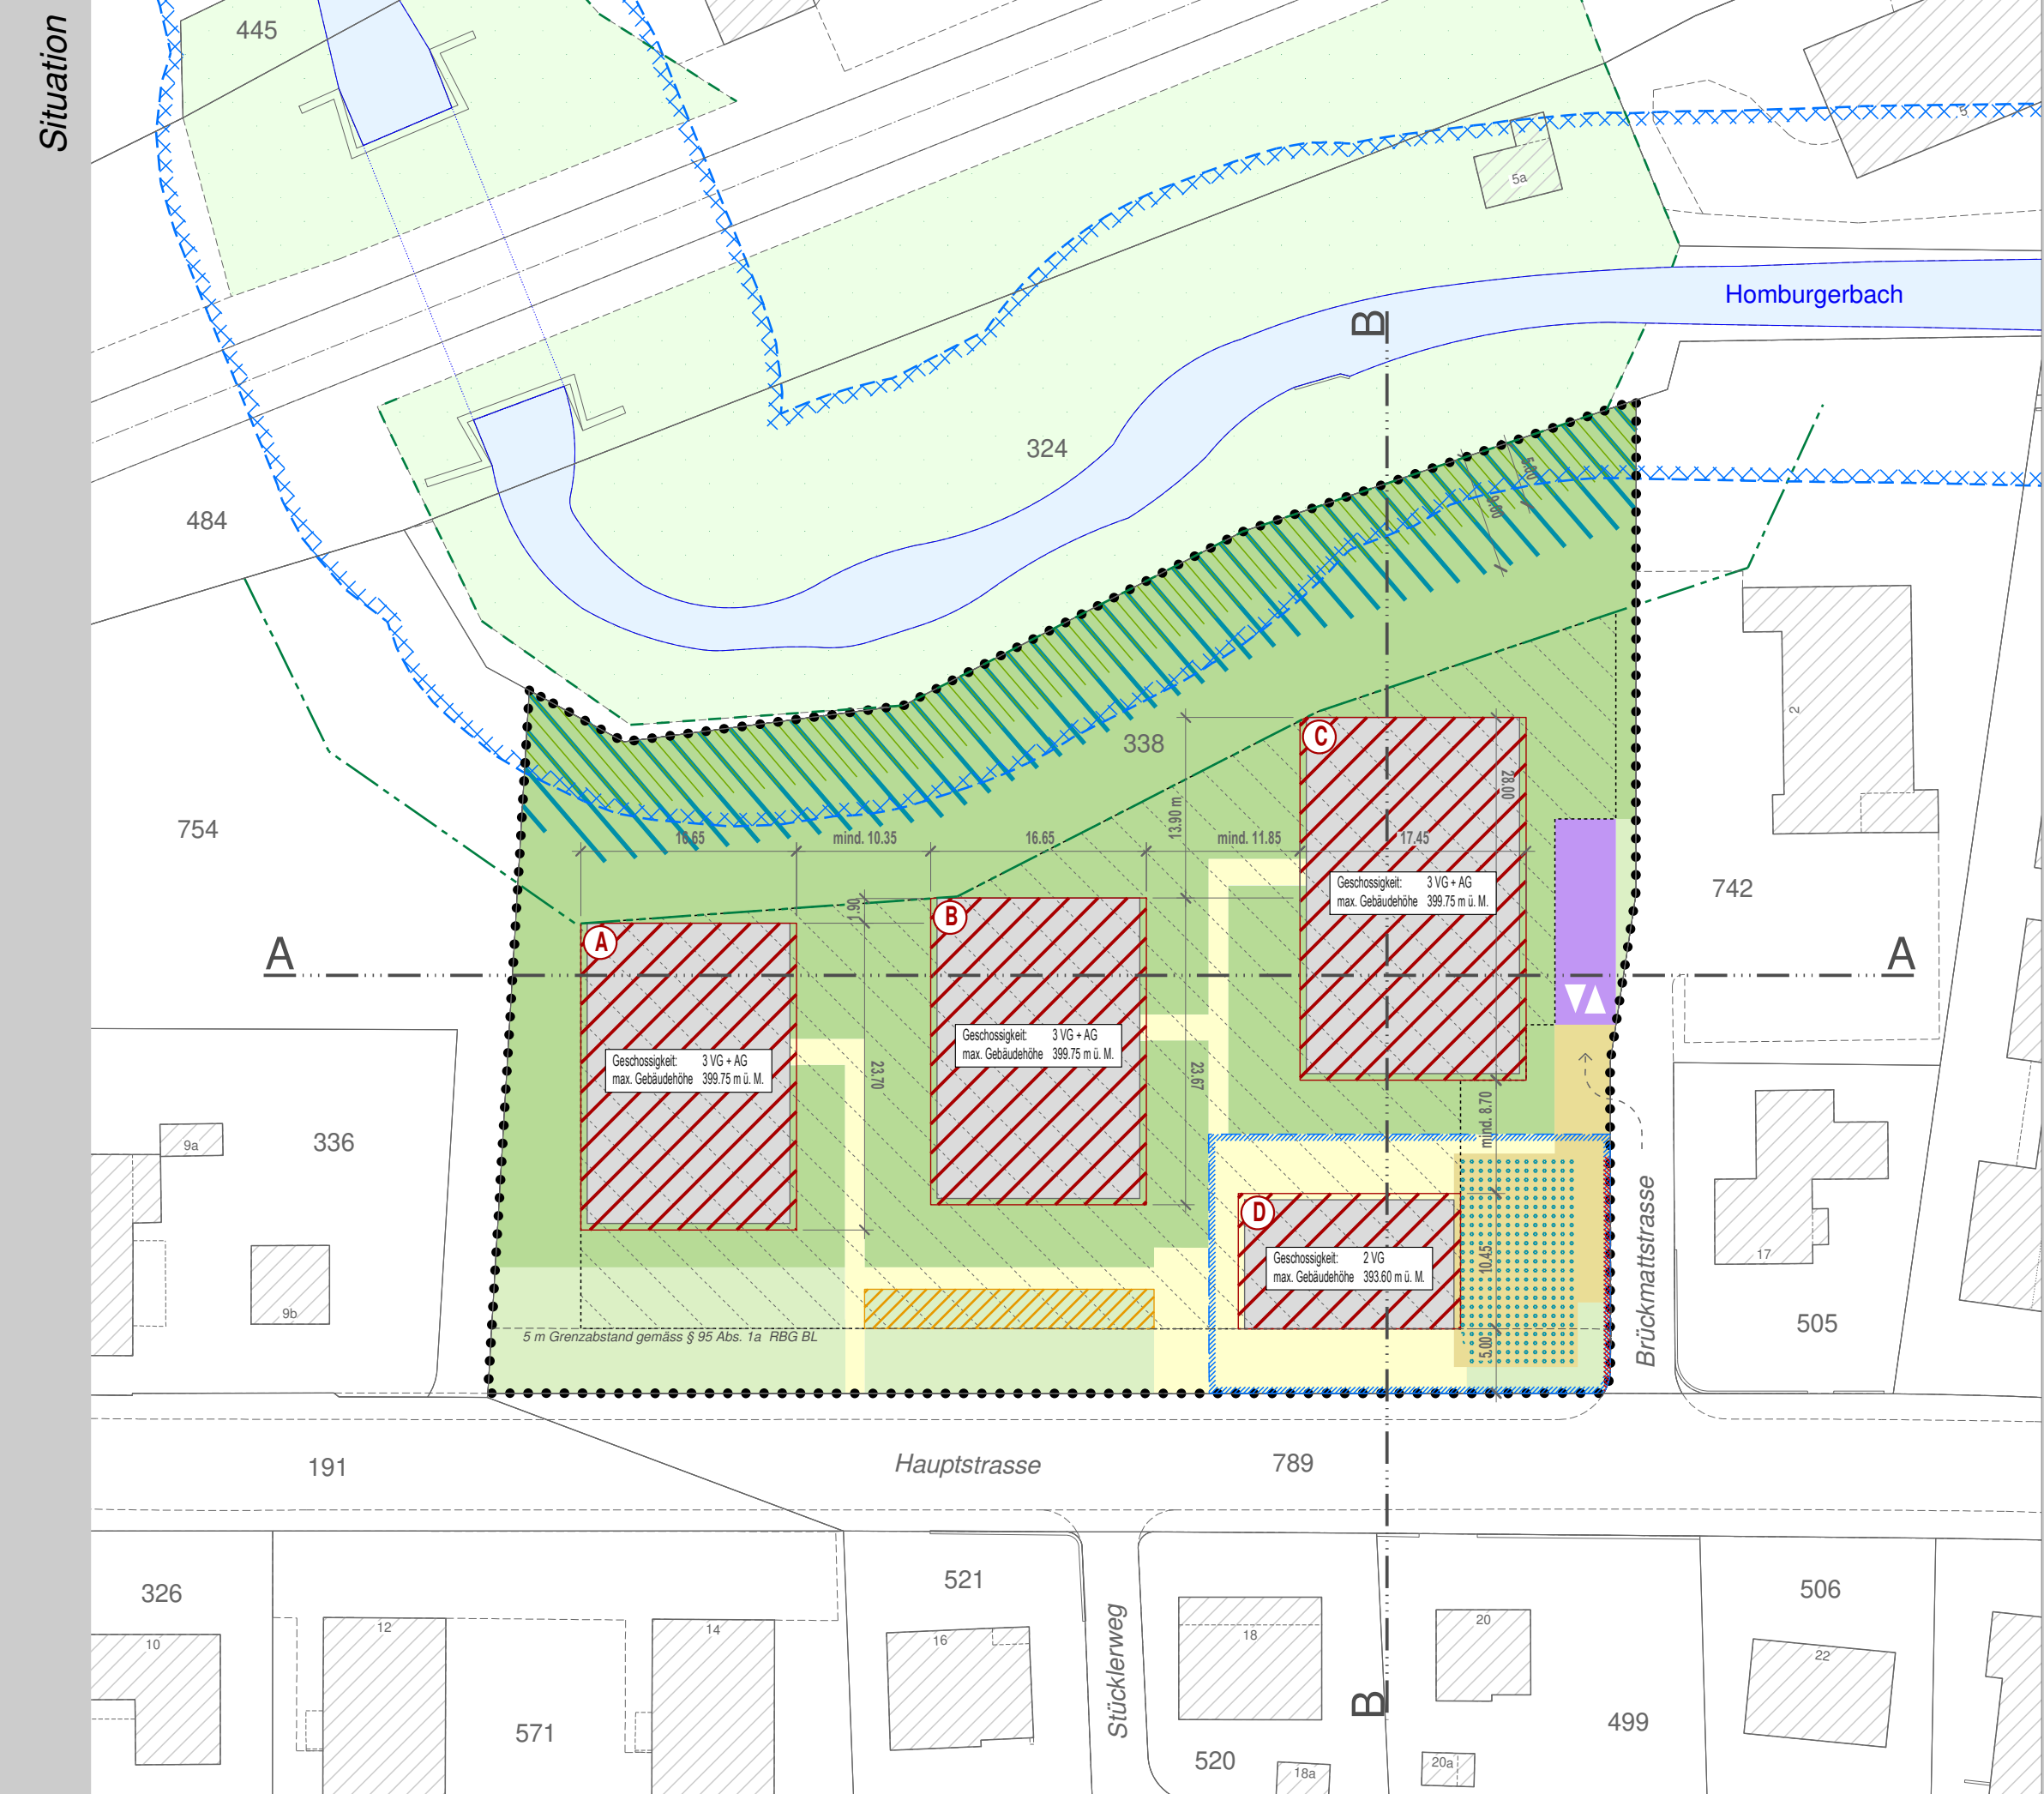 Situation
445
5
5a
Homburgerbach
B
324
484
5.00
9.00
2
338
C
28.00
13.90 m
754
16.65
mind. 10.35
16.65
mind. 11.85
17.45
Geschossigkeit: 3 VG + AG
max. Gebäudehöhe 399.75 m ü. M.
742
1.90
A
B
A
A
Geschossigkeit: 3 VG + AG
max. Gebäudehöhe 399.75 m ü. M.
Geschossigkeit: 3 VG + AG
max. Gebäudehöhe 399.75 m ü. M.
23.70
23.67
mind. 8.70
9a
336
D
Geschossigkeit: 2 VG
max. Gebäudehöhe 393.60 m ü. M.
10.45
Brückmattstrasse
17
9b
505
5 m Grenzabstand gemäss § 95 Abs. 1a RBG BL
5.00
191
Hauptstrasse
789
326
521
506
10
12
14
16
18
20
22
Stücklerweg
B
571
499
520
18a
20a